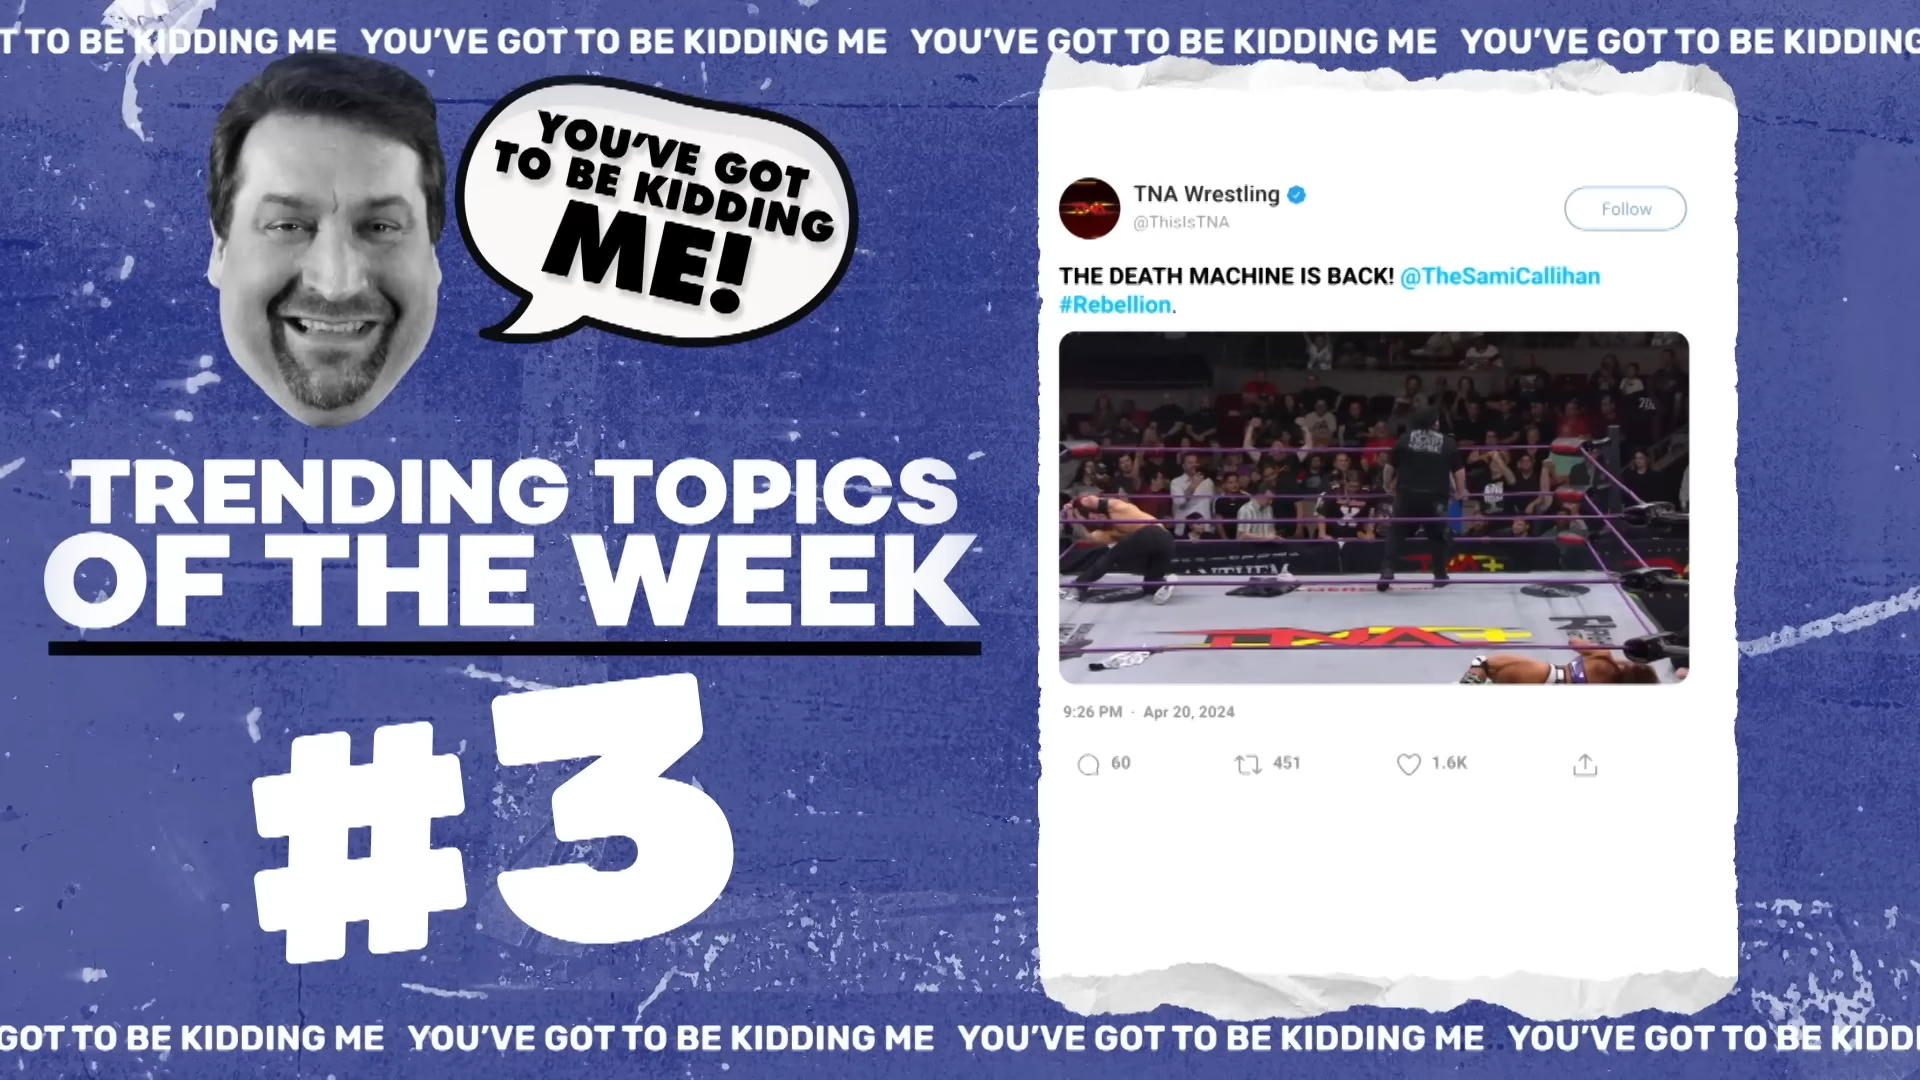 T TO BE KIDDING ME YOU'VE GOT TO BE KIDDING ME YOU'VE GOT TO BE KIDDING ME YOU'VE GOT TO BE KIDDING
YOU'VE GOT
TO BE KIDDING
ME!
TRENDING TOPICS
OF THE WEEK
#3
TNA Wrestling
@ThisIsTNA
Follow
THE DEATH MACHINE IS BACK! @TheSamiCallihan
#Rebellion.
ANTHEM
TNA+
TNA+
9:26 PM · Apr 20, 2024
60
451
1.6K
GOT TO BE KIDDING ME YOU'VE GOT TO BE KIDDING ME YOU'VE GOT TO BE KIDDING ME YOU'VE GOT TO BE KIDD